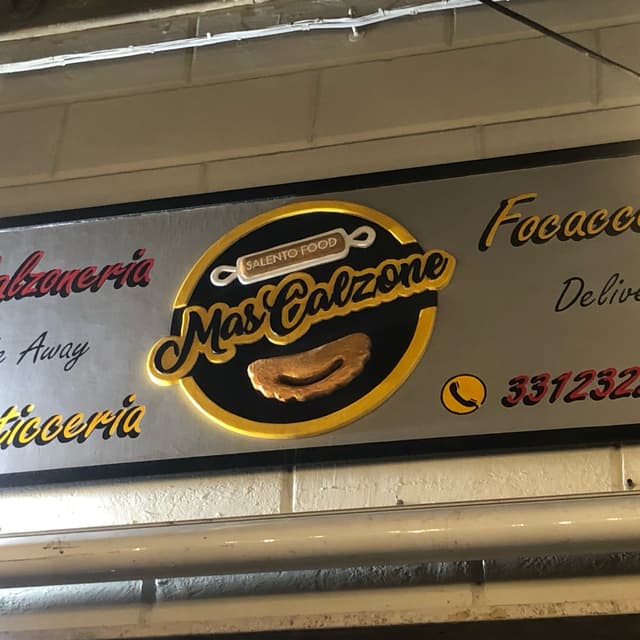 alzoneria
Away
ticceria
SALENTO FOOD
Mas'Calzone
Focacc
Delive
331232